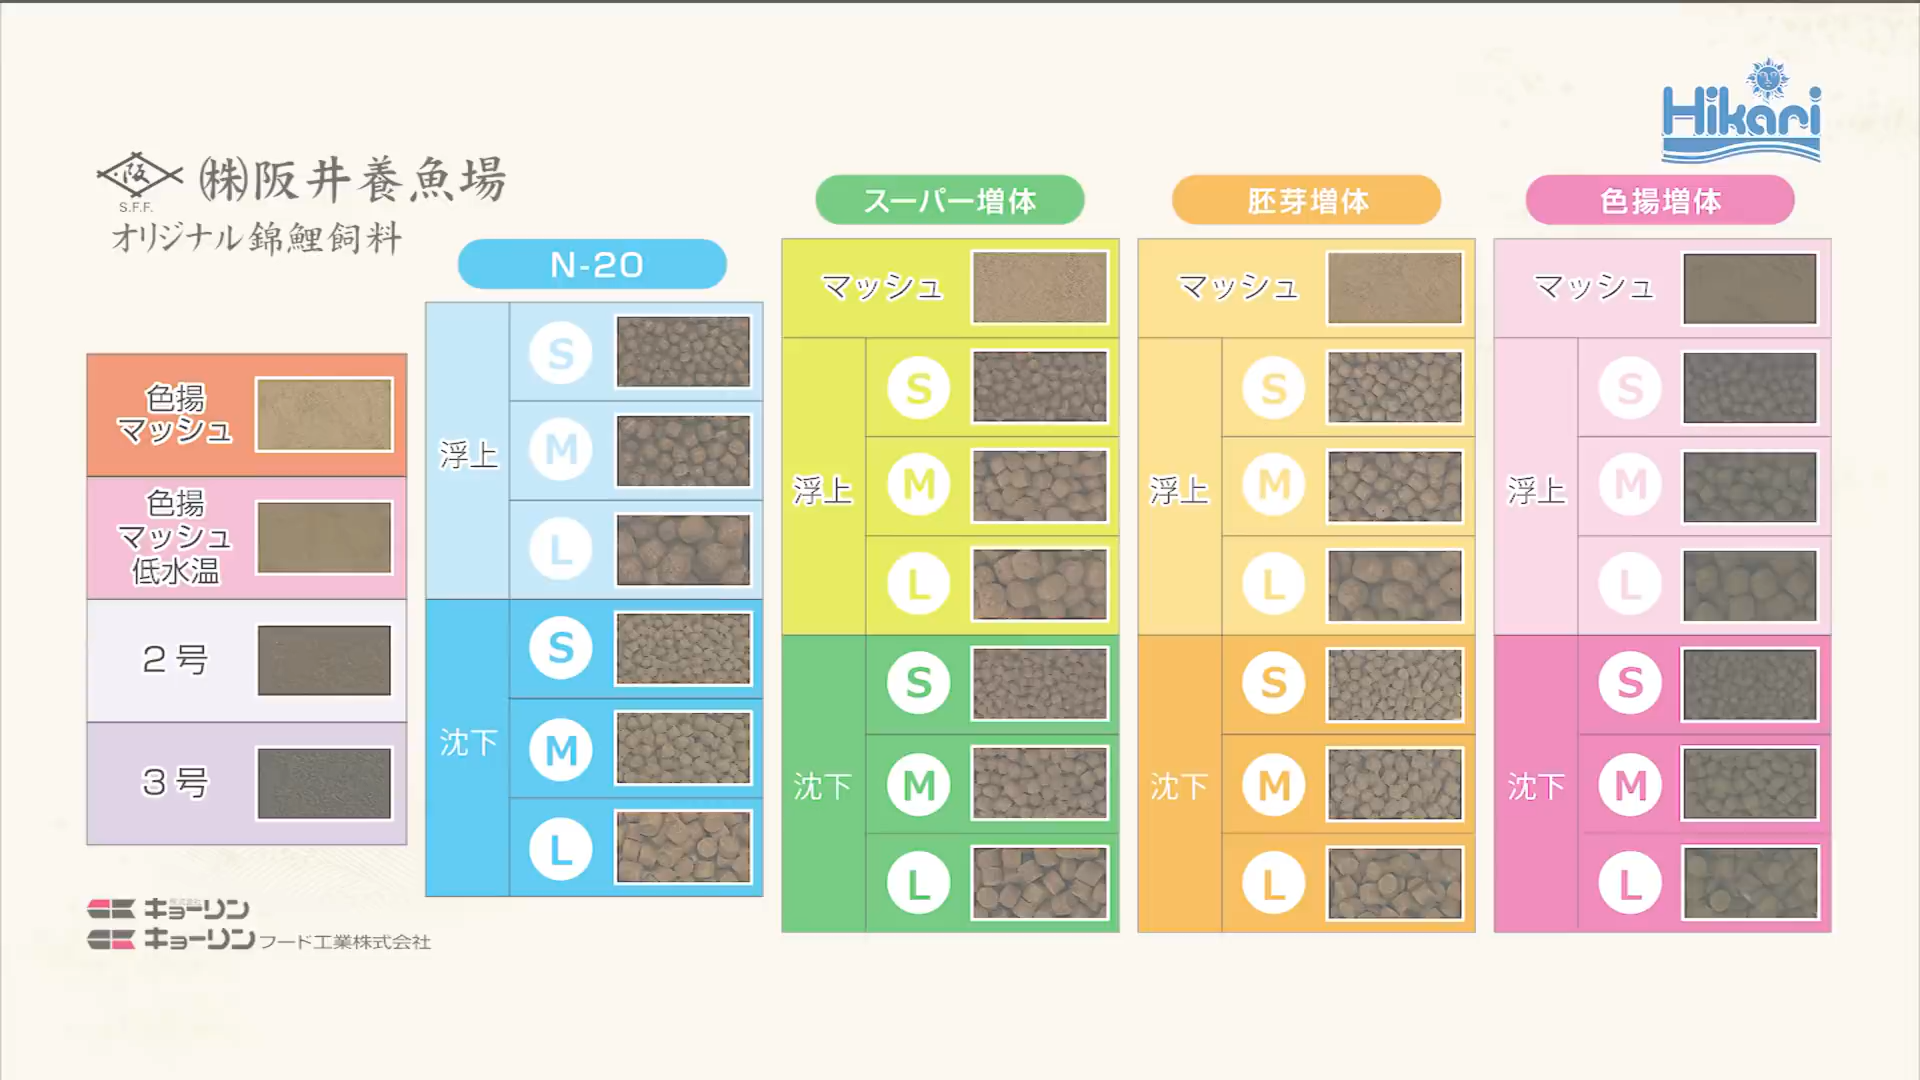 Hikari
阪
S.F.F.
㈱阪井養魚場
オリジナル錦鯉飼料
色揚
マッシュ
色揚
マッシュ
低水温
2号
3号
N-20
浮上
S
M
L
沈下
S
M
L
スーパー増体
マッシュ
浮上
S
M
L
沈下
S
M
L
胚芽増体
マッシュ
浮上
S
M
L
沈下
S
M
L
色揚増体
マッシュ
浮上
S
M
L
沈下
S
M
L
株式会社
キョーリン
キョーリンフード工業株式会社